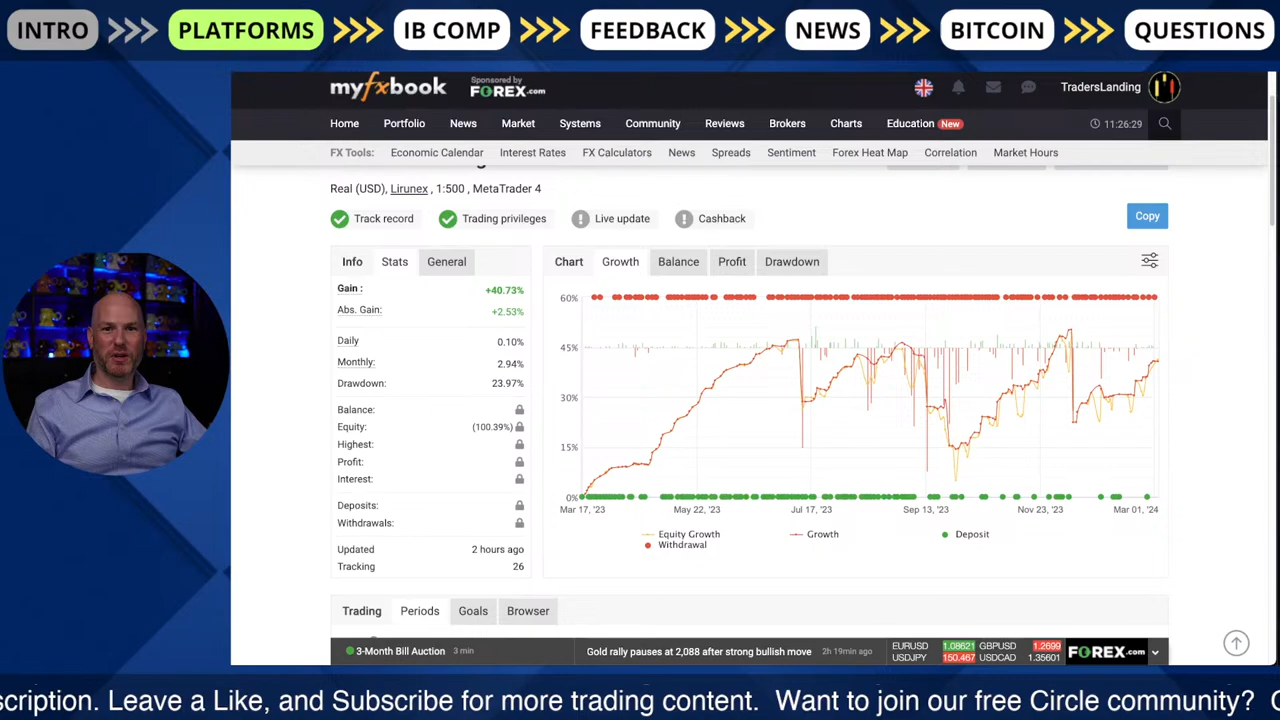 INTRO PLATFORMS IB COMP FEEDBACK NEWS BITCOIN QUESTIONS
myfxbook Sponsored by FOREX.com TradersLanding
Home Portfolio News Market Systems Community Reviews Brokers Charts Education New 11:26:29
FX Tools: Economic Calendar Interest Rates FX Calculators News Spreads Sentiment Forex Heat Map Correlation Market Hours
Real (USD), Lirunex , 1:500 , MetaTrader 4
Track record Trading privileges Live update Cashback Copy
Info Stats General
Gain : +40.73%
Abs. Gain: +2.53%
Daily 0.10%
Monthly: 2.94%
Drawdown: 23.97%
Balance:
Equity: (100.39%)
Highest:
Profit:
Interest:
Deposits:
Withdrawals:
Updated 2 hours ago
Tracking 26
Chart Growth Balance Profit Drawdown
60%
45%
30%
15%
0%
Mar 17, '23 May 22, '23 Jul 17, '23 Sep 13, '23 Nov 23, '23 Mar 01, '24
Equity Growth Growth Deposit
Withdrawal
Trading Periods Goals Browser
3-Month Bill Auction 3 min Gold rally pauses at 2,088 after strong bullish move 2h 19min ago
EURUSD 1.08621 GPBUSD 1.2699
USDJPY 150.467 USDCAD 1.35601
FOREX.com
scription. Leave a Like, and Subscribe for more trading content. Want to join our free Circle community?